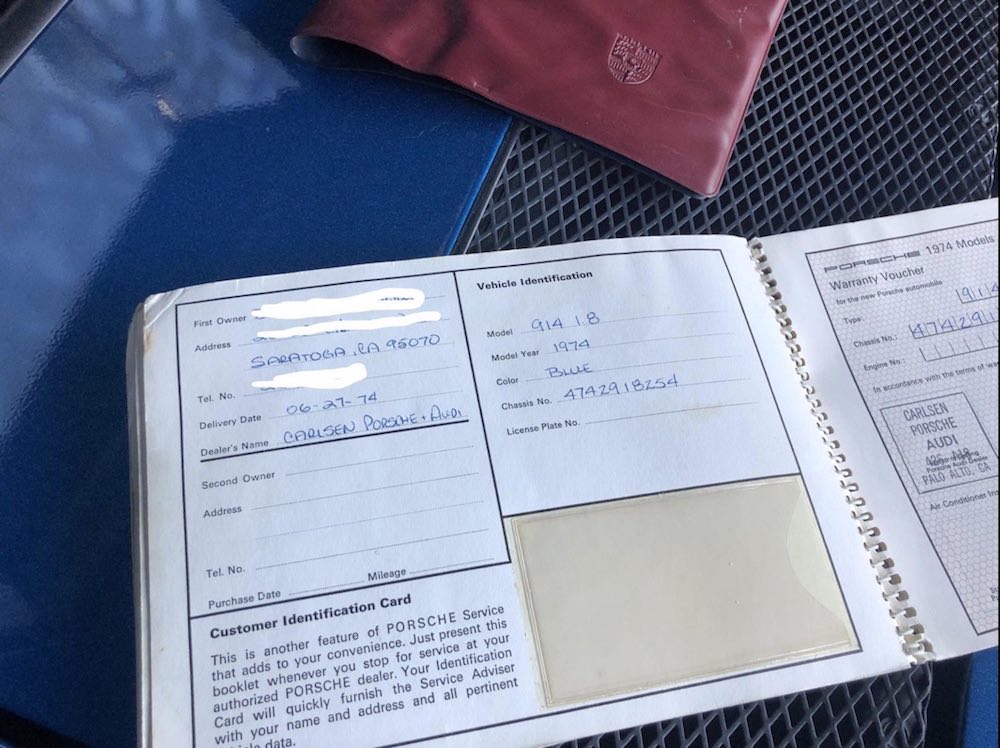 First Owner
Address
SARATOGA, CA 95070
Tel. No.
Delivery Date 06-27-74
Dealer's Name CARLSEN PORSCHE + AUDI
Second Owner
Address
Tel. No.
Purchase Date Mileage
Customer Identification Card
This is another feature of PORSCHE Service
that adds to your convenience. Just present this
booklet whenever you stop for service at your
authorized PORSCHE dealer. Your Identification
Card will quickly furnish the Service Adviser
with your name and address and all pertinent
data.
Vehicle Identification
Model 914 1.8
Model Year 1974
Color BLUE
Chassis No. 4742918254
License Plate No.
PORSCHE 1974 Models
Warranty Voucher
for the new Porsche automobile
Type: 914
Chassis No.: 474291
Engine No.:
In accordance with the terms of
CARLSEN
PORSCHE
AUDI
Porsche Audi Dealer
PALO ALTO, CA
Air Conditioner